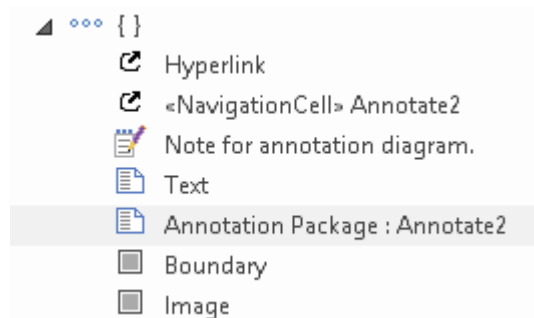 { }
Hyperlink
«NavigationCell» Annotate2
Note for annotation diagram.
Text
Annotation Package : Annotate2
Boundary
Image